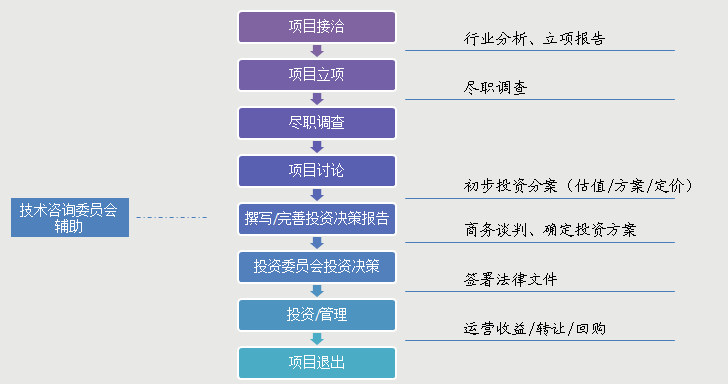 项目接洽
行业分析、立项报告
项目立项
尽职调查
尽职调查
项目讨论
初步投资分案（估值/方案/定价）
技术咨询委员会
辅助
撰写/完善投资决策报告
商务谈判、确定投资方案
投资委员会投资决策
签署法律文件
投资/管理
运营收益/转让/回购
项目退出